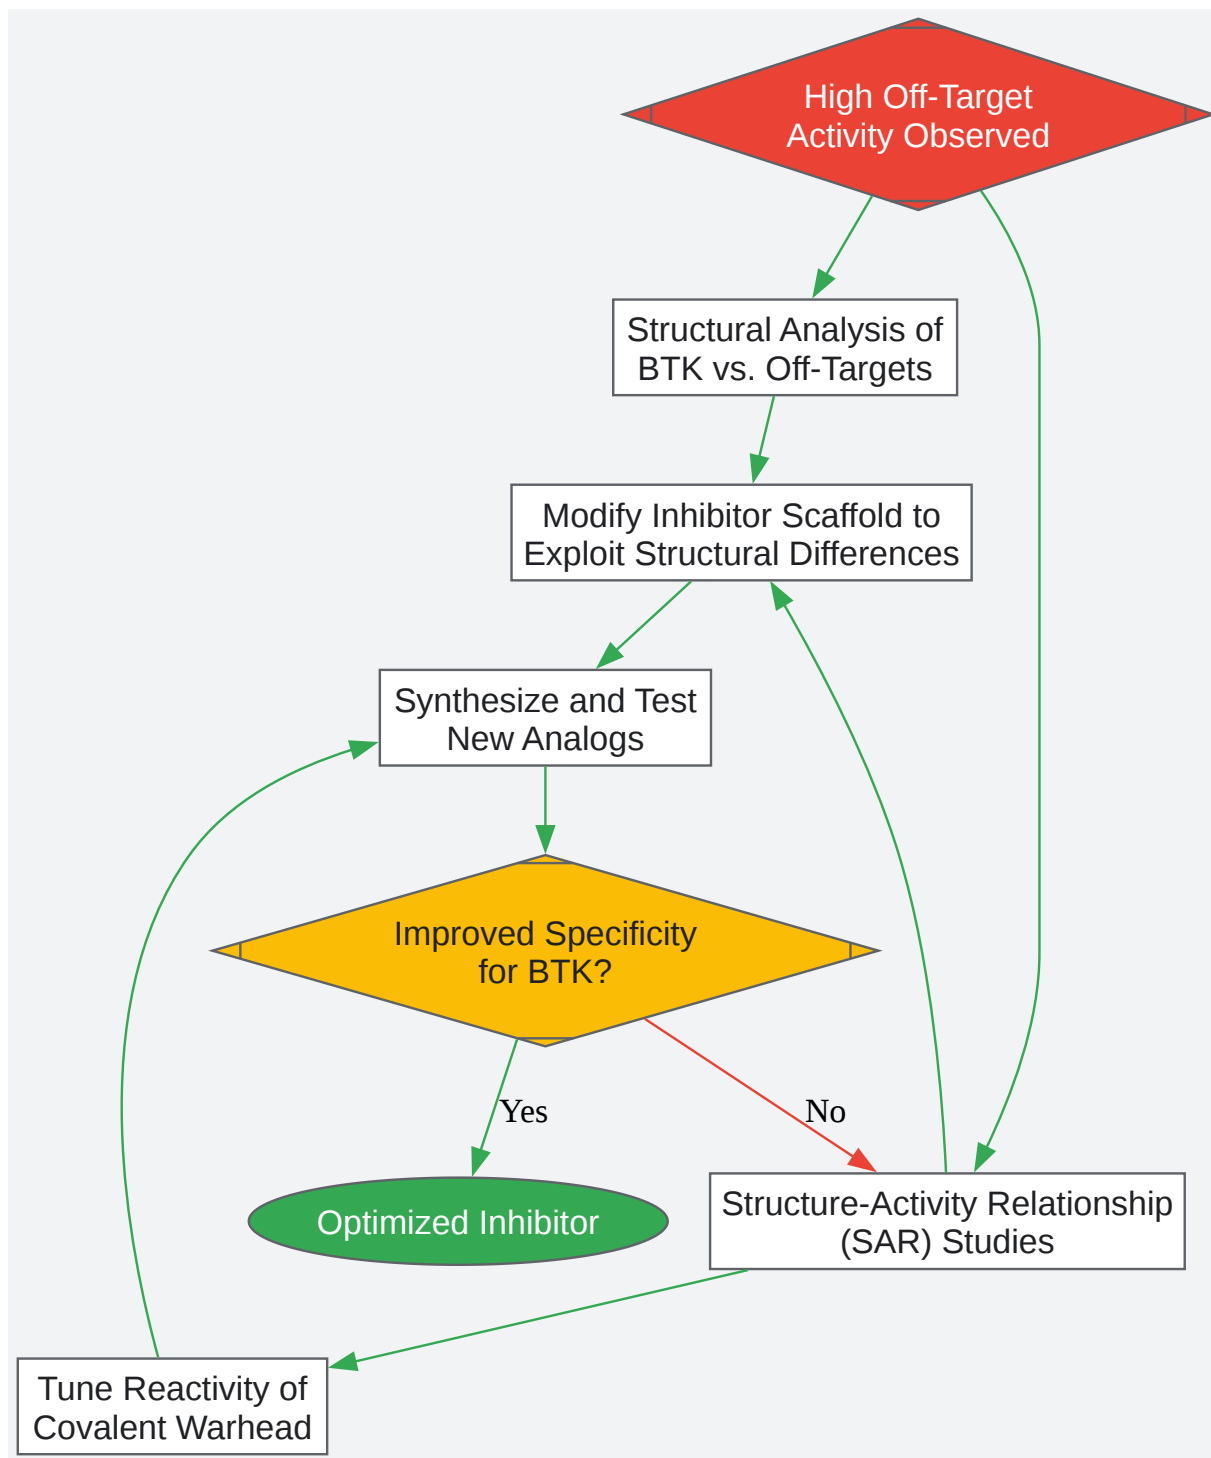 High Off-Target
Activity Observed
Structural Analysis of
BTK vs. Off-Targets
Modify Inhibitor Scaffold to
Exploit Structural Differences
Synthesize and Test
New Analogs
Improved Specificity
for BTK?
Yes
No
Optimized Inhibitor
Structure-Activity Relationship
(SAR) Studies
Tune Reactivity of
Covalent Warhead